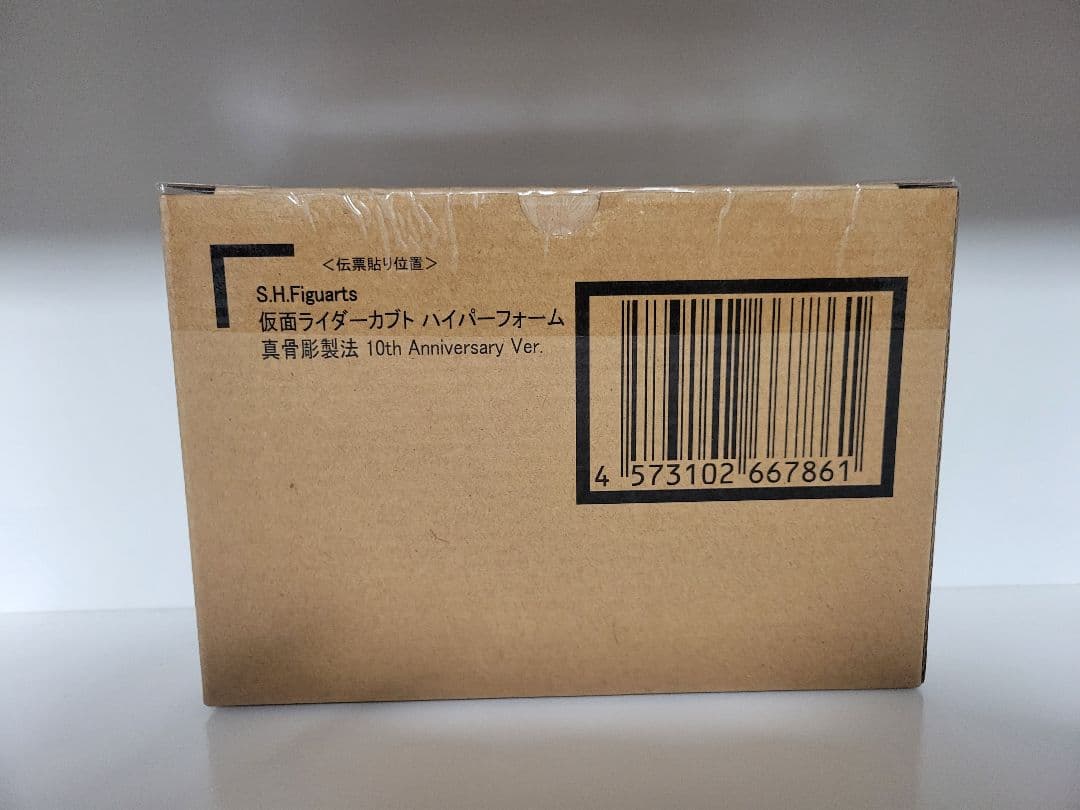 ＜伝票貼り位置＞
S.H.Figuarts
仮面ライダーカブト ハイパーフォーム
真骨彫製法 10th Anniversary Ver.
4 573102 667861